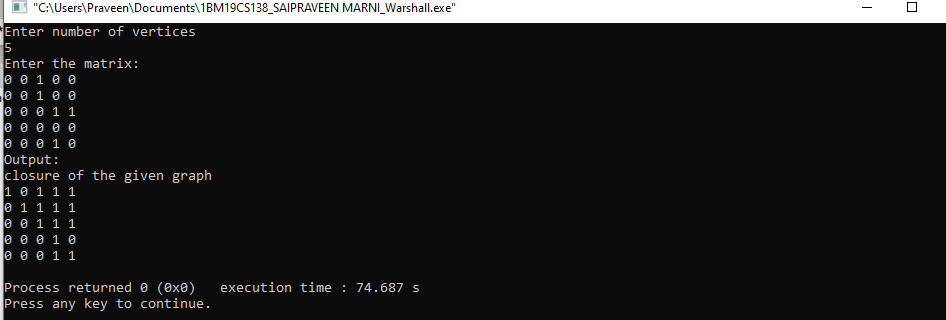 "C:\Users\Praveen\Documents\1BM19CS138_SAIPRAVEEN MARNI_Warshall.exe"
Enter number of vertices
5
Enter the matrix:
0 0 1 0 0
0 0 1 0 0
0 0 0 1 1
0 0 0 0 0
0 0 0 1 0
Output:
closure of the given graph
1 0 1 1 1
0 1 1 1 1
0 0 1 1 1
0 0 0 1 0
0 0 0 1 1
Process returned 0 (0x0)   execution time : 74.687 s
Press any key to continue.